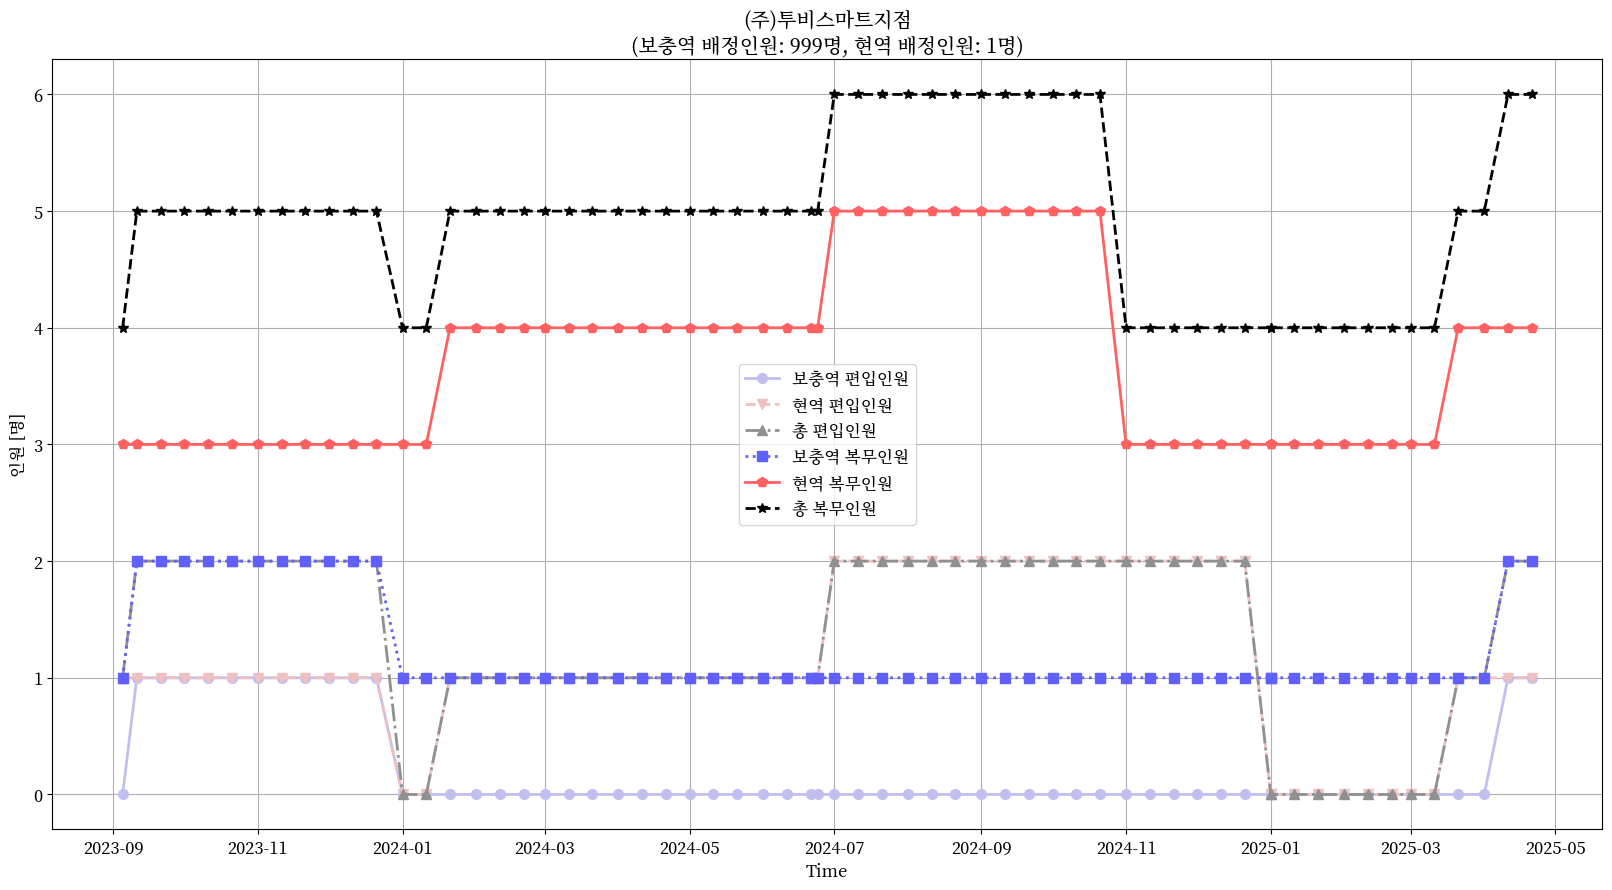 (주)투비스마트지점
(보충역 배정인원: 999명, 현역 배정인원: 1명)
인원 [명]
6
5
4
3
2
1
0
보충역 편입인원
현역 편입인원
총 편입인원
보충역 복무인원
현역 복무인원
총 복무인원
2023-09 2023-11 2024-01 2024-03 2024-05 2024-07 2024-09 2024-11 2025-01 2025-03 2025-05
Time